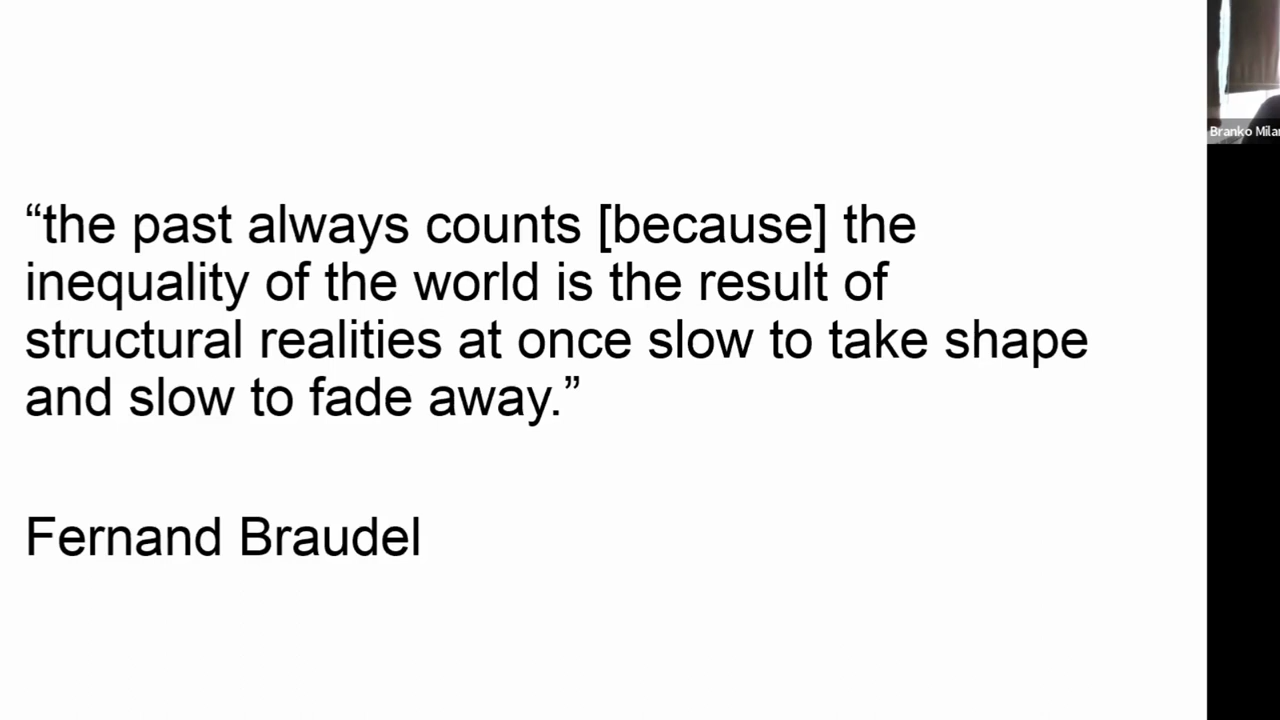 “the past always counts [because] the
inequality of the world is the result of
structural realities at once slow to take shape
and slow to fade away.”
Fernand Braudel
Branko Milan